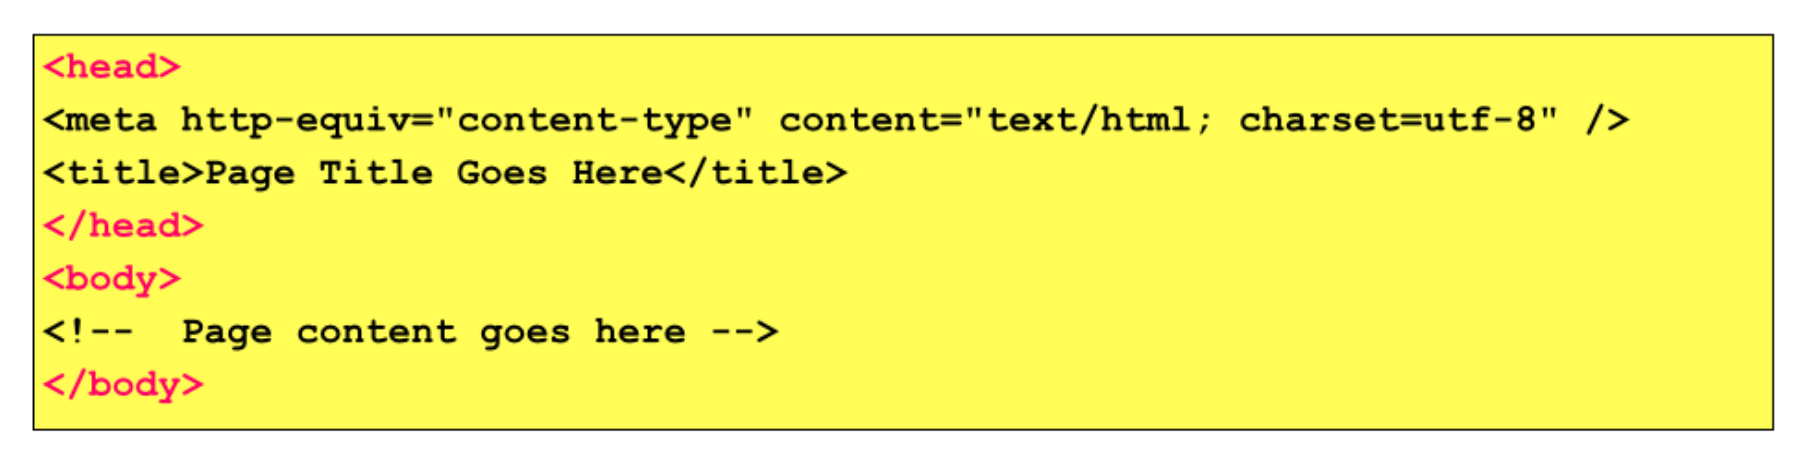 <head>
<meta http-equiv="content-type" content="text/html; charset=utf-8" />
<title>Page Title Goes Here</title>
</head>
<body>
<!--  Page content goes here -->
</body>